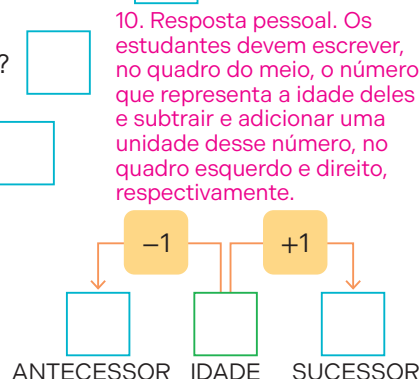 10. Resposta pessoal. Os
estudantes devem escrever,
?
no quadro do meio, o número
que representa a idade deles
e subtrair e adicionar uma
unidade desse número, no
quadro esquerdo e direito,
respectivamente.
–1
+1
ANTECESSOR IDADE SUCESSOR